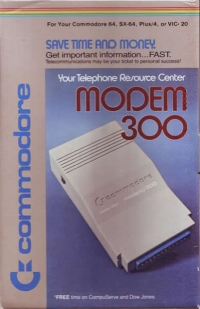 For Your Commodore 64, SX-64, Plus/4, or VIC-20
SAVE TIME AND MONEY.
Get important information...FAST.
Telecommunications may be your ticket to personal success!
Your Telephone Resource Center
MODEM
300
commodore
commodore
*FREE time on CompuServe and Dow Jones.